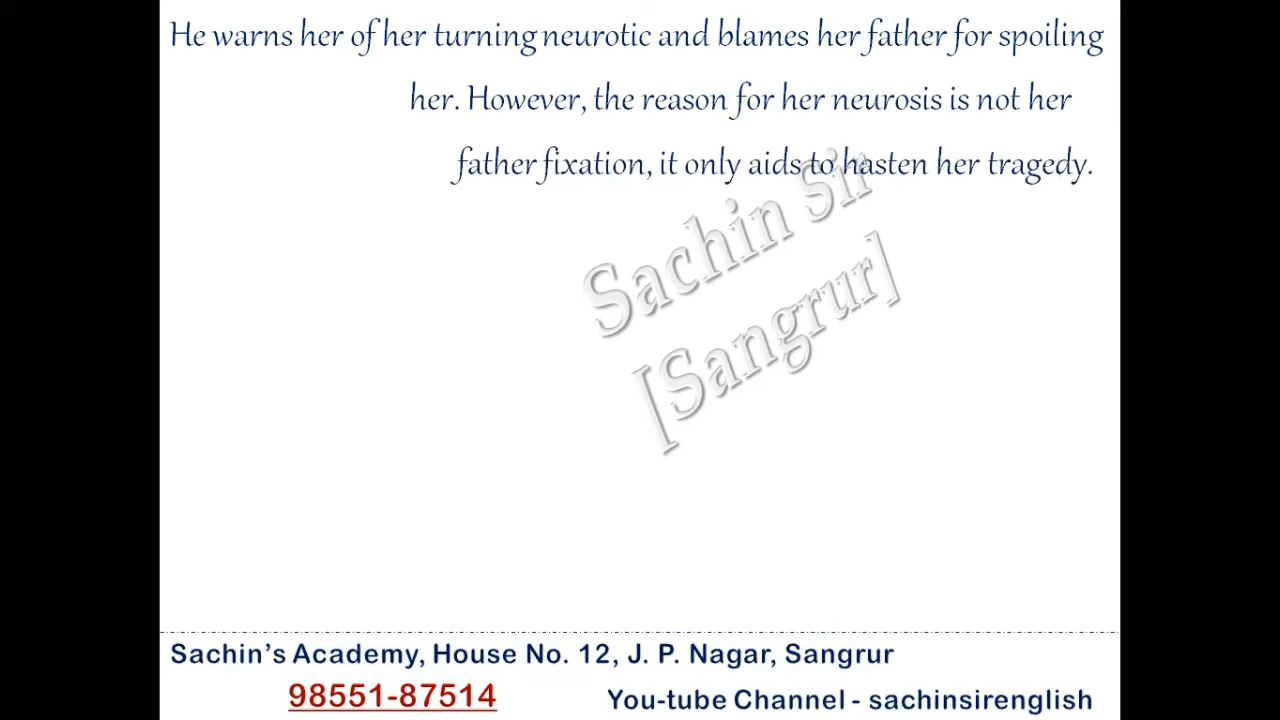 He warns her of her turning neurotic and blames her father for spoiling
her. However, the reason for her neurosis is not her
father fixation, it only aids to hasten her tragedy.
Sachin Sir
[Sangrur]
Sachin's Academy, House No. 12, J. P. Nagar, Sangrur
98551-87514
You-tube Channel - sachinsirenglish